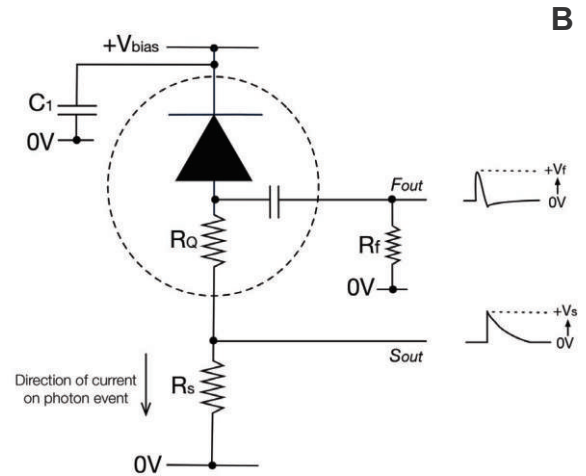 B
+Vbias
C1
0V
Fout
+Vf
0V
RQ
Rf
0V
+Vs
0V
Sout
Direction of current
on photon event
Rs
0V